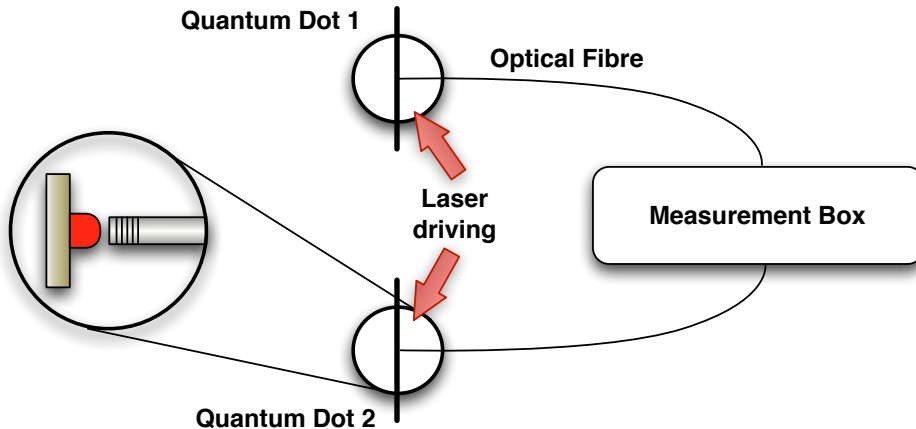 Quantum Dot 1
Optical Fibre
Laser
driving
Measurement Box
Quantum Dot 2